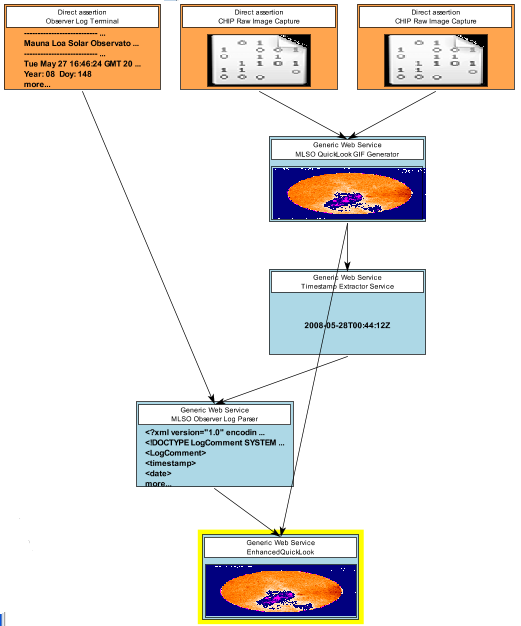 Direct assertion
Observer Log Terminal
-------------------------- ...
Mauna Loa Solar Observato ...
-------------------------- ...
Tue May 27 16:46:24 GMT 20 ...
Year: 08 Doy: 148
more...
Direct assertion
CHIP Raw Image Capture
Direct assertion
CHIP Raw Image Capture
Generic Web Service
MLSO QuickLook GIF Generator
Generic Web Service
Timestamp Extractor Service
2008-05-28T00:44:12Z
Generic Web Service
MLSO Observer Log Parser
<?xml version="1.0" encodin ...
<!DOCTYPE LogComment SYSTEM ...
<LogComment>
<timestamp>
<date>
more...
Generic Web Service
EnhancedQuickLook